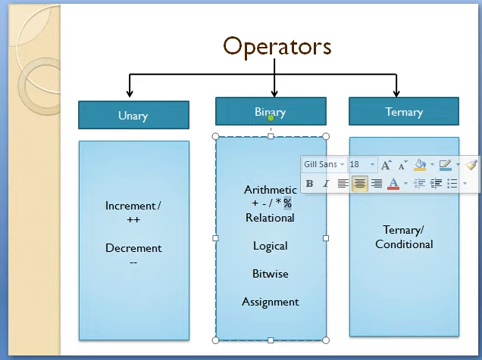 Operators
Unary
Binary
Ternary
Increment /
++
Decrement
--
Arithmetic
+ - / * %
Relational
Logical
Bitwise
Assignment
Gill Sans
18
A A
B I A
Ternary/
Conditional